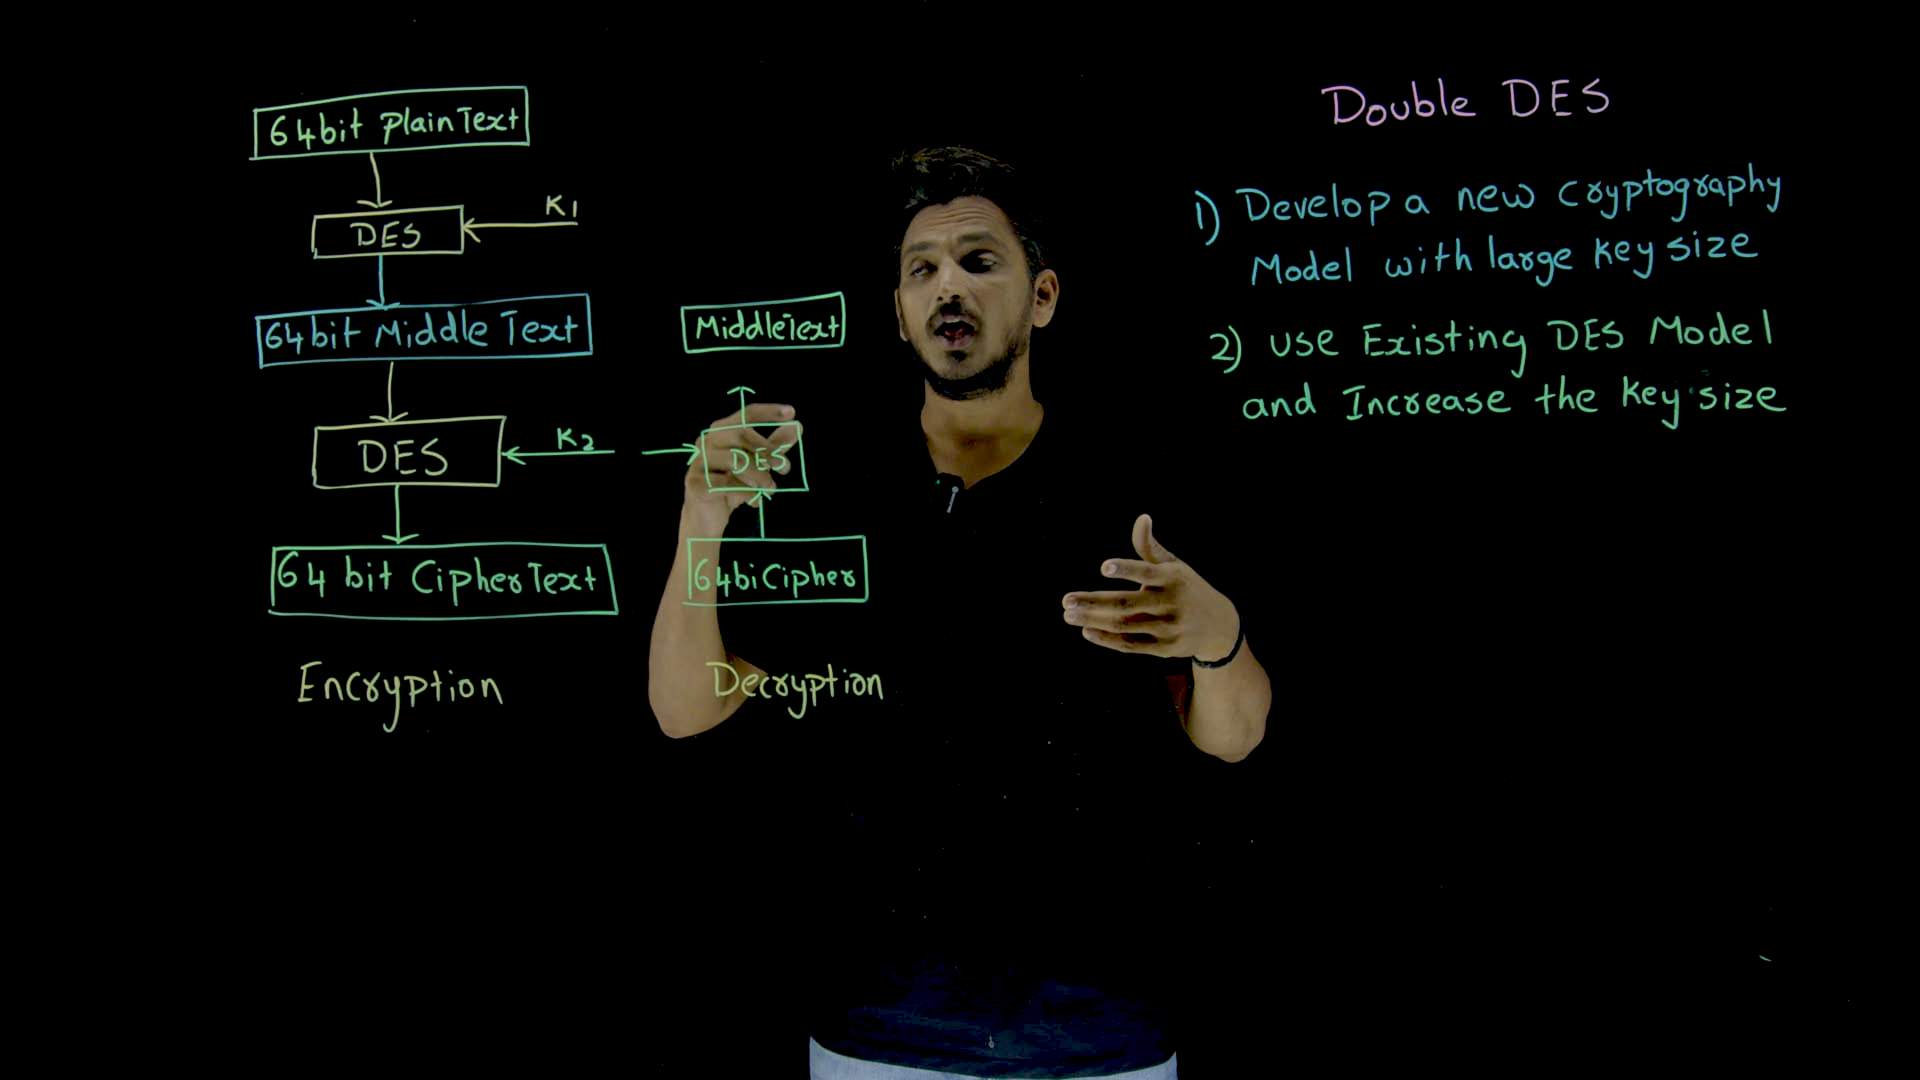 Double DES
1) Develop a new cryptography
Model with large key size
2) Use Existing DES Model
and Increase the key size
64bit PlainText
DES
K1
64bit Middle Text
DES
K2
64 bit CipherText
Encryption
MiddleText
DES
64biCipher
Decryption